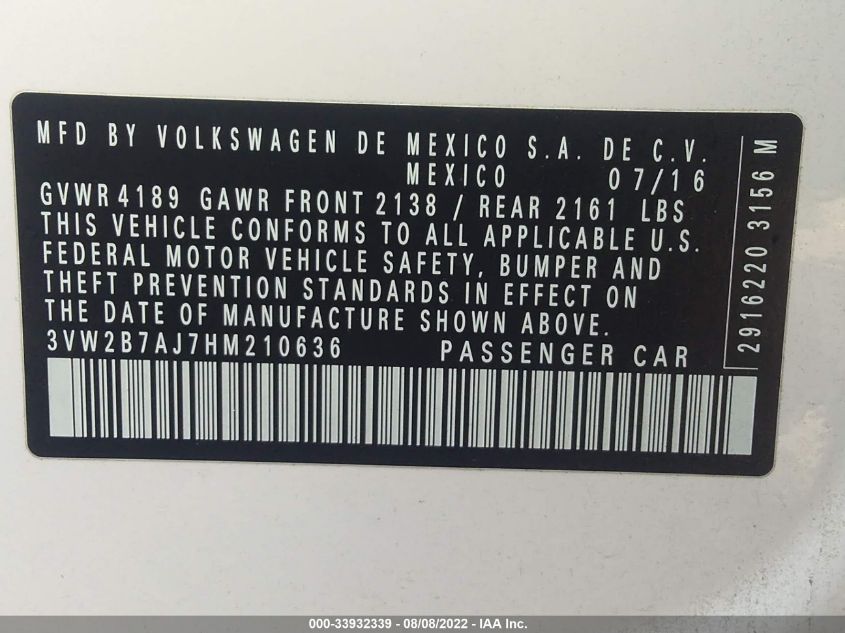 MFD BY VOLKSWAGEN DE MEXICO S.A. DE C.V.
MEXICO 07/16
GVWR 4189 GAWR FRONT 2138 / REAR 2161 LBS
THIS VEHICLE CONFORMS TO ALL APPLICABLE U.S.
FEDERAL MOTOR VEHICLE SAFETY, BUMPER AND
THEFT PREVENTION STANDARDS IN EFFECT ON
THE DATE OF MANUFACTURE SHOWN ABOVE.
3VW2B7AJ7HM210636 PASSENGER CAR
2916220 3156 M
000-33932339 - 08/08/2022 - IAA Inc.